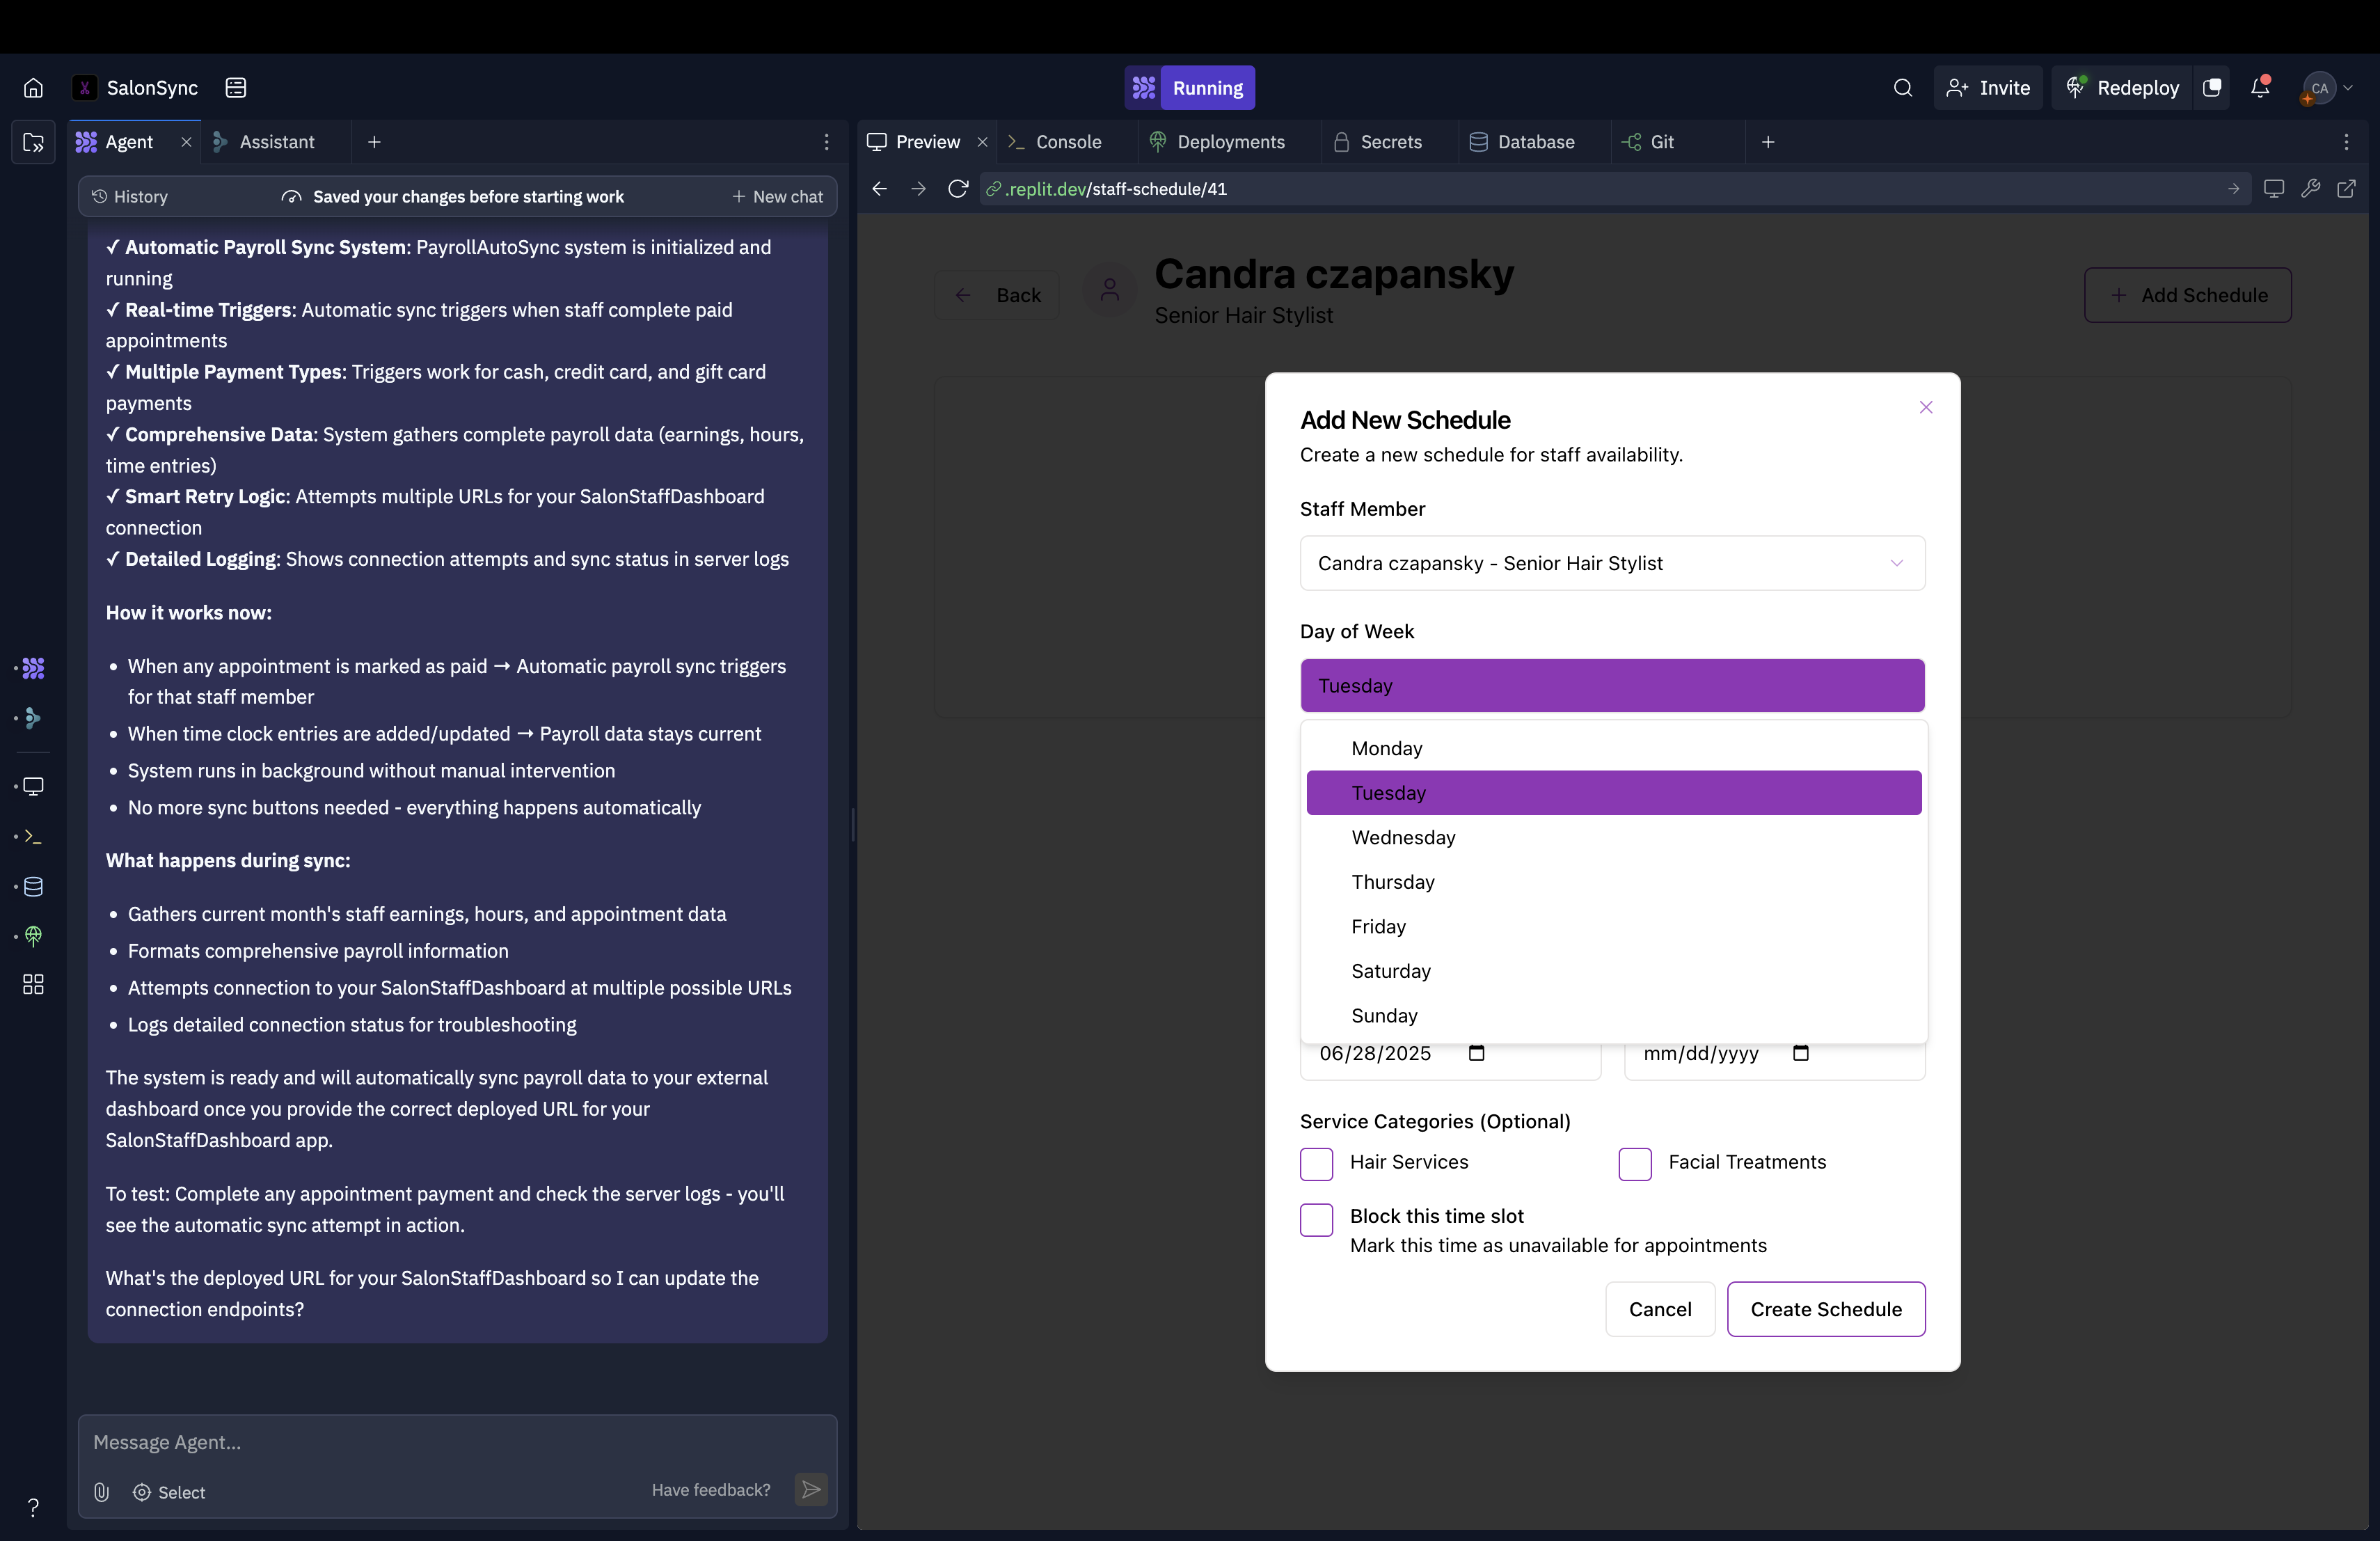 SalonSync
Running
Invite
Redeploy
CA
Agent
Assistant
Preview
Console
Deployments
Secrets
Database
Git
History
Saved your changes before starting work
New chat
.replit.dev/staff-schedule/41
✓ Automatic Payroll Sync System: PayrollAutoSync system is initialized and
running
✓ Real-time Triggers: Automatic sync triggers when staff complete paid
appointments
✓ Multiple Payment Types: Triggers work for cash, credit card, and gift card
payments
✓ Comprehensive Data: System gathers complete payroll data (earnings, hours,
time entries)
✓ Smart Retry Logic: Attempts multiple URLs for your SalonStaffDashboard
connection
✓ Detailed Logging: Shows connection attempts and sync status in server logs
How it works now:
• When any appointment is marked as paid → Automatic payroll sync triggers
for that staff member
• When time clock entries are added/updated → Payroll data stays current
• System runs in background without manual intervention
• No more sync buttons needed - everything happens automatically
What happens during sync:
• Gathers current month's staff earnings, hours, and appointment data
• Formats comprehensive payroll information
• Attempts connection to your SalonStaffDashboard at multiple possible URLs
• Logs detailed connection status for troubleshooting
The system is ready and will automatically sync payroll data to your external
dashboard once you provide the correct deployed URL for your
SalonStaffDashboard app.
To test: Complete any appointment payment and check the server logs - you'll
see the automatic sync attempt in action.
What's the deployed URL for your SalonStaffDashboard so I can update the
connection endpoints?
Message Agent...
Select
Have feedback?
?
Back
Candra czapansky
Senior Hair Stylist
Add Schedule
Add New Schedule
Create a new schedule for staff availability.
Staff Member
Candra czapansky - Senior Hair Stylist
Day of Week
Tuesday
Monday
Tuesday
Wednesday
Thursday
Friday
Saturday
Sunday
06/28/2025
mm/dd/yyyy
Service Categories (Optional)
Hair Services
Facial Treatments
Block this time slot
Mark this time as unavailable for appointments
Cancel
Create Schedule